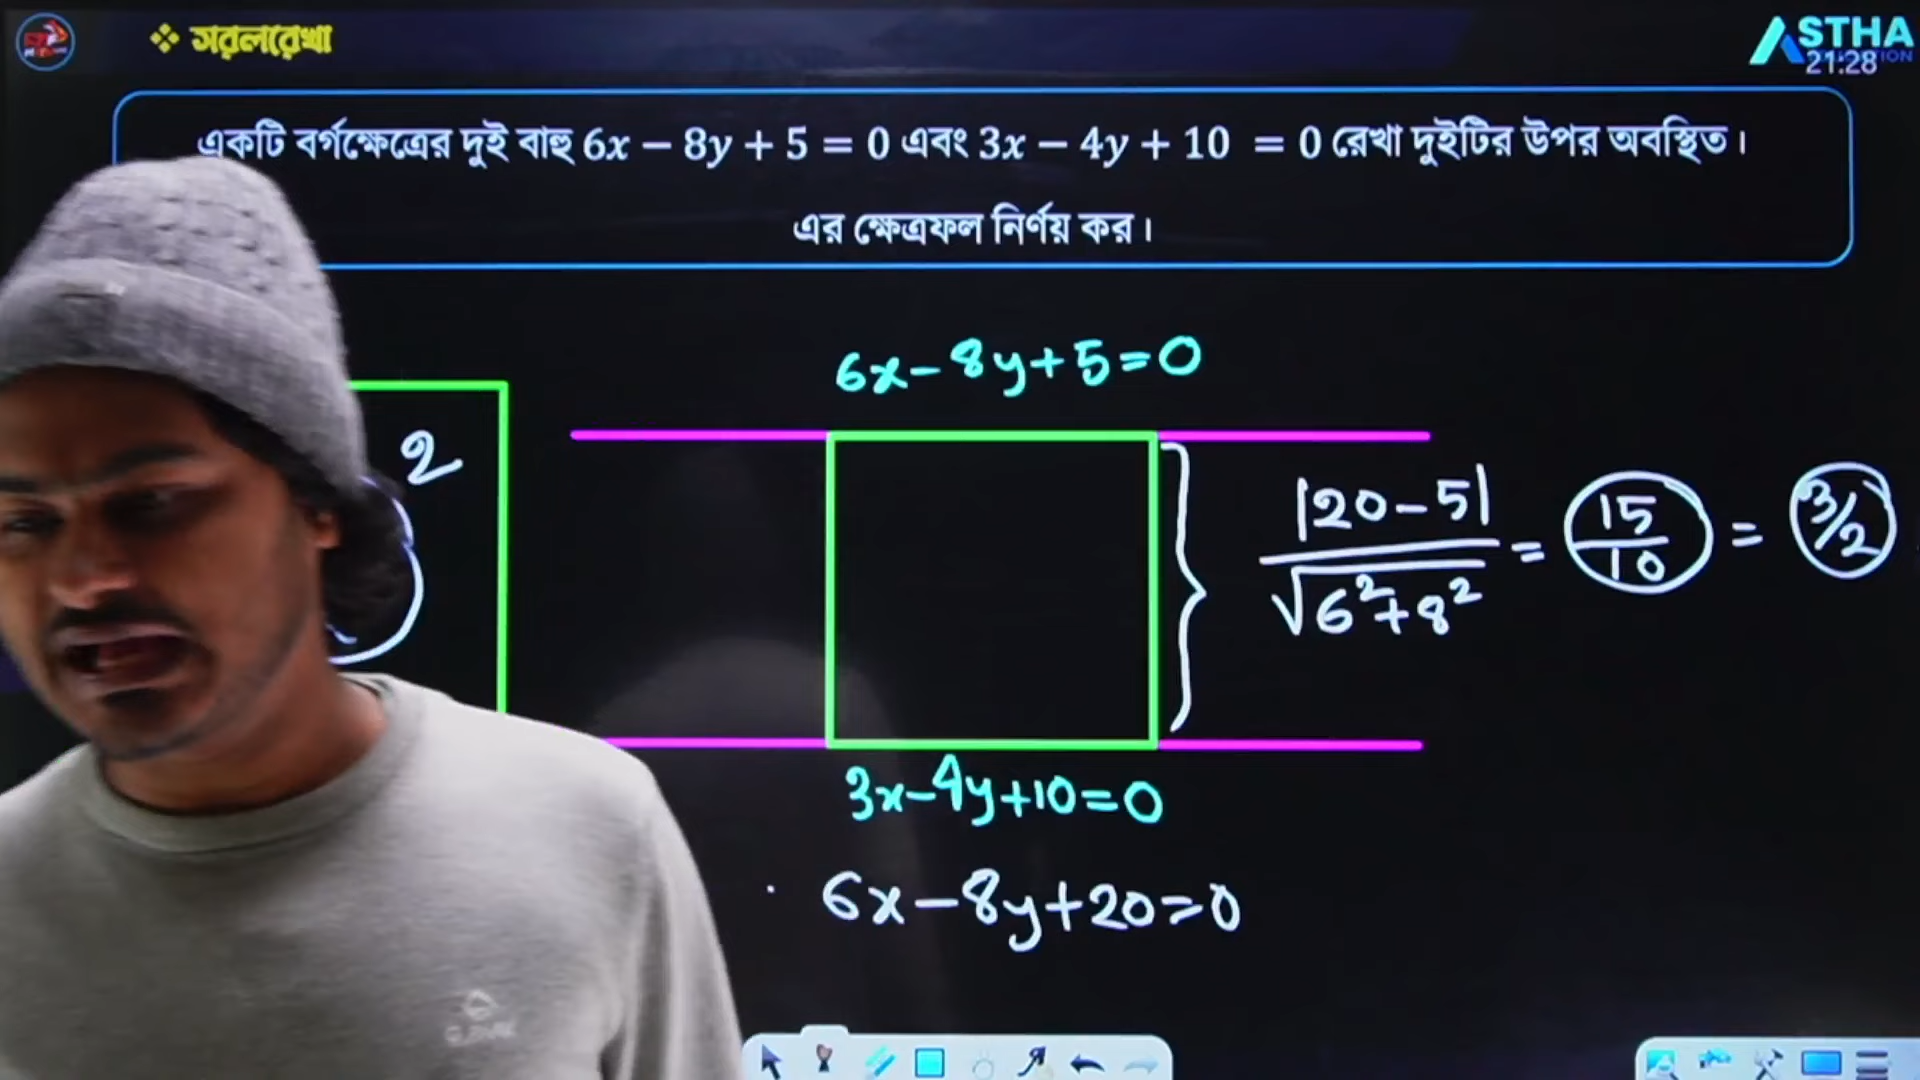 ❖ সরলরেখা
ASTHA
21:28
একটি বর্গক্ষেত্রের দুই বাহু 6x − 8y + 5 = 0 এবং 3x − 4y + 10 = 0 রেখা দুইটির উপর অবস্থিত।
এর ক্ষেত্রফল নির্ণয় কর।
6x-8y+5=0
2
|20-5| / √6²+8² = 15/10 = 3/2
3x-4y+10=0
6x-8y+20=0